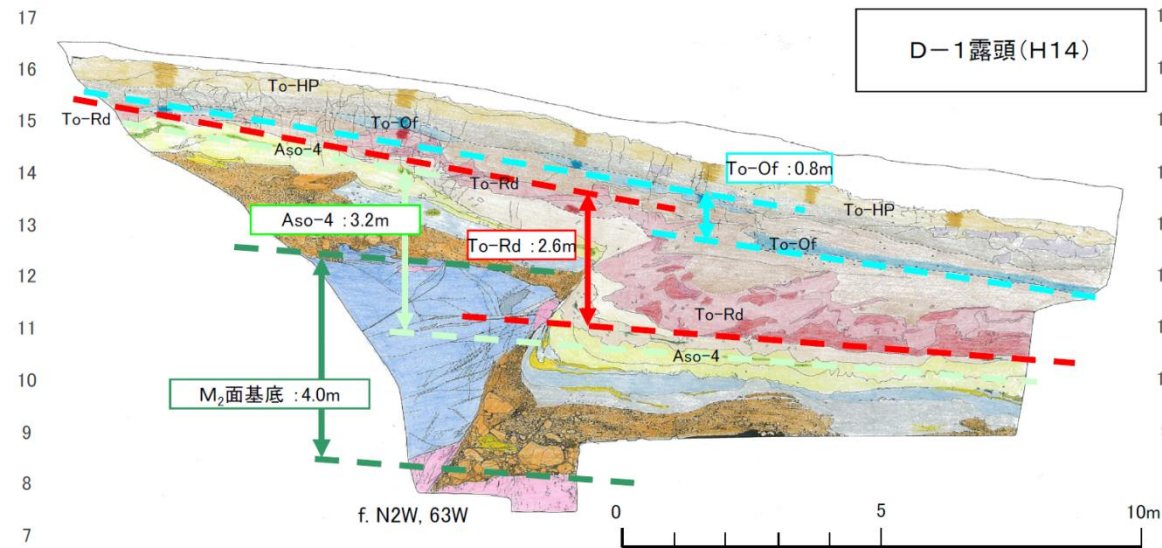 17
16
15
14
13
12
11
10
9
8
7
D－1露頭(H14)
To-HP
To-Rd
To-Of
Aso-4
To-Rd
To-Of ：0.8m
To-HP
Aso-4 ：3.2m
To-Rd ：2.6m
To-Of
To-Rd
Aso-4
M₂面基底 ：4.0m
f. N2W, 63W
0 5 10m